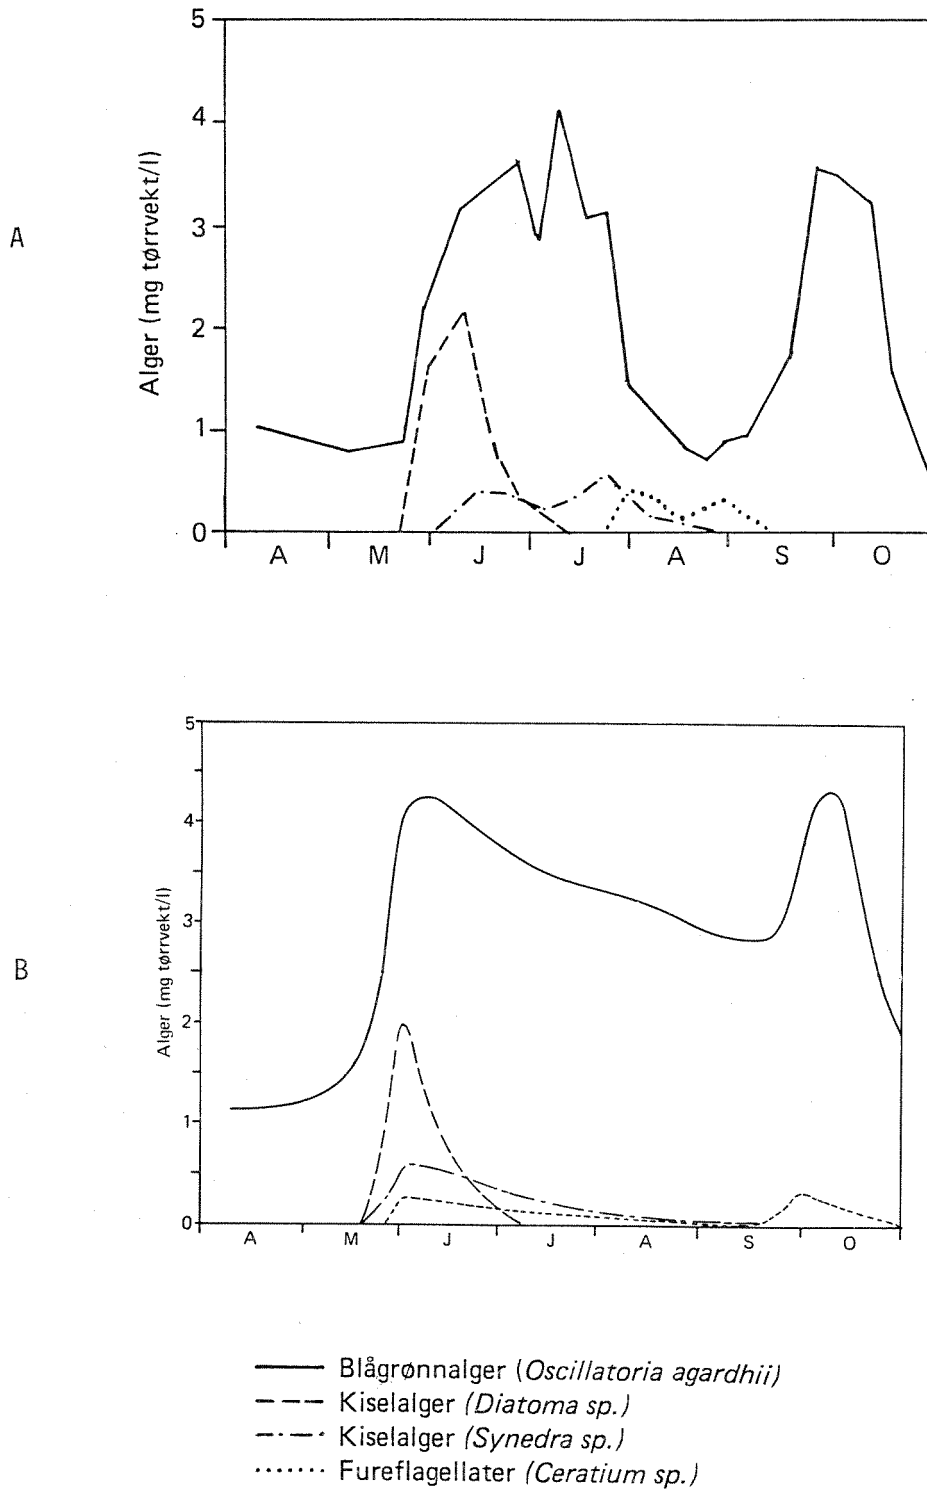 A
Alger (mg tørrvekt/l)
5
4
3
2
1
0
A M J J A S O
B
Alger (mg tørrvekt/l)
5
4
3
2
1
0
A M J J A S O
Blågrønnalger (Oscillatoria agardhii)
Kiselalger (Diatoma sp.)
Kiselalger (Synedra sp.)
Fureflagellater (Ceratium sp.)